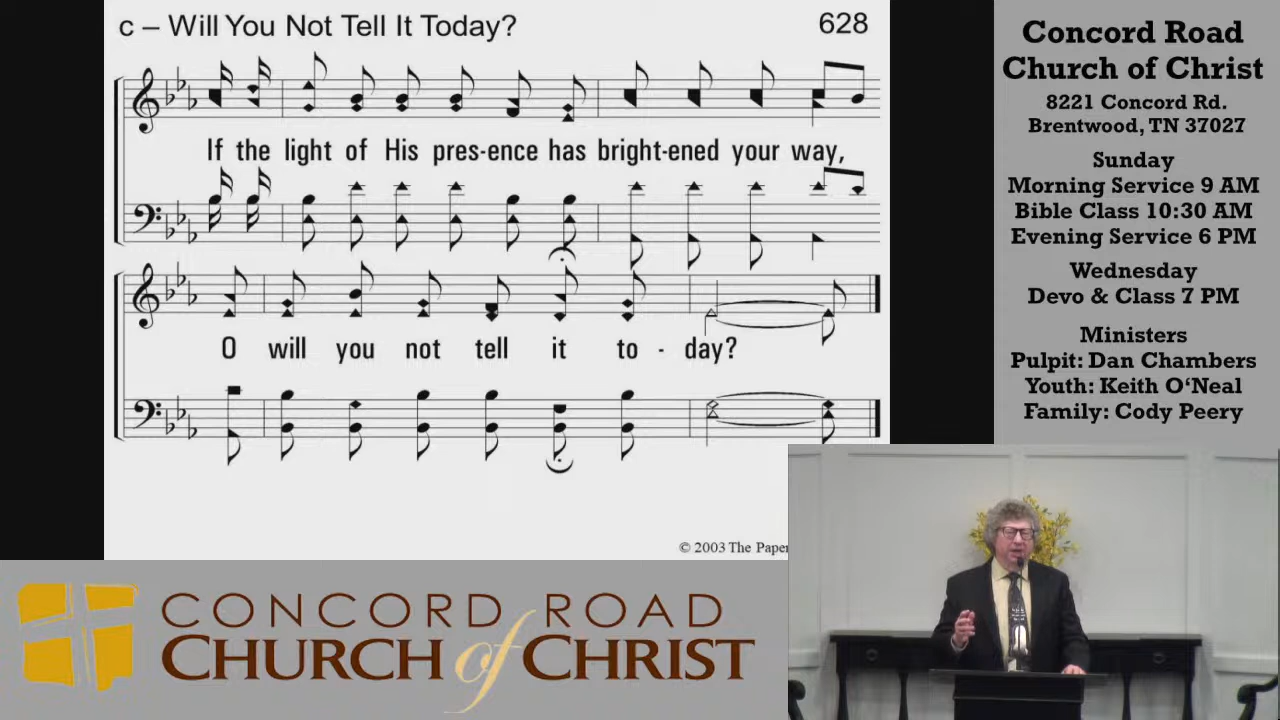 c – Will You Not Tell It Today?
628
If the light of His pres-ence has bright-ened your way,
O will you not tell it to - day?
© 2003 The Paper
CONCORD ROAD
CHURCH of CHRIST
Concord Road
Church of Christ
8221 Concord Rd.
Brentwood, TN 37027
Sunday
Morning Service 9 AM
Bible Class 10:30 AM
Evening Service 6 PM
Wednesday
Devo & Class 7 PM
Ministers
Pulpit: Dan Chambers
Youth: Keith O‘Neal
Family: Cody Peery